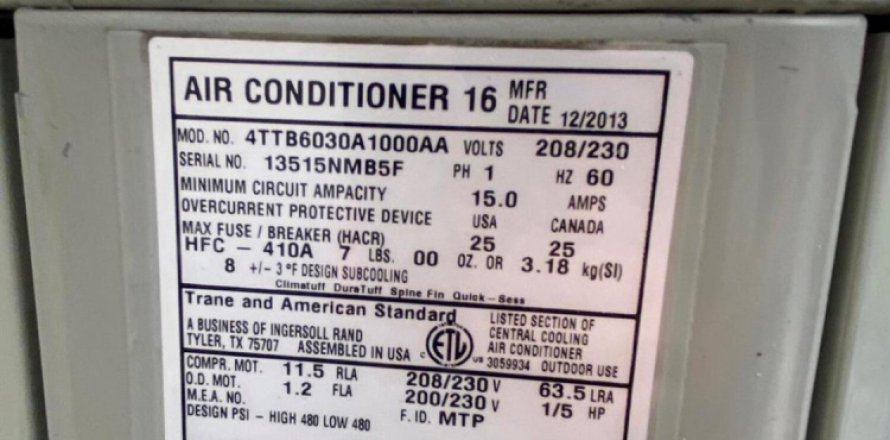 AIR CONDITIONER 16 MFR DATE 12/2013
MOD. NO. 4TTB6030A1000AA VOLTS 208/230
SERIAL NO. 13515NMB5F PH 1 HZ 60
MINIMUM CIRCUIT AMPACITY 15.0 AMPS
OVERCURRENT PROTECTIVE DEVICE USA CANADA
MAX FUSE / BREAKER (HACR) 25 25
HFC - 410A 7 LBS. 00 OZ. OR 3.18 kg(SI)
8 +/- 3 °F DESIGN SUBCOOLING
Climatuff DuraTuff Spine Fin Quick-Sess
Trane and American Standard
A BUSINESS OF INGERSOLL RAND
TYLER, TX 75707 ASSEMBLED IN USA
C ETL US
LISTED SECTION OF
CENTRAL COOLING
AIR CONDITIONER
3059934 OUTDOOR USE
COMPR. MOT. 11.5 RLA 208/230 V 63.5 LRA
O.D. MOT. 1.2 FLA 200/230 V 1/5 HP
M.E.A. NO. F. ID. MTP
DESIGN PSI - HIGH 480 LOW 480